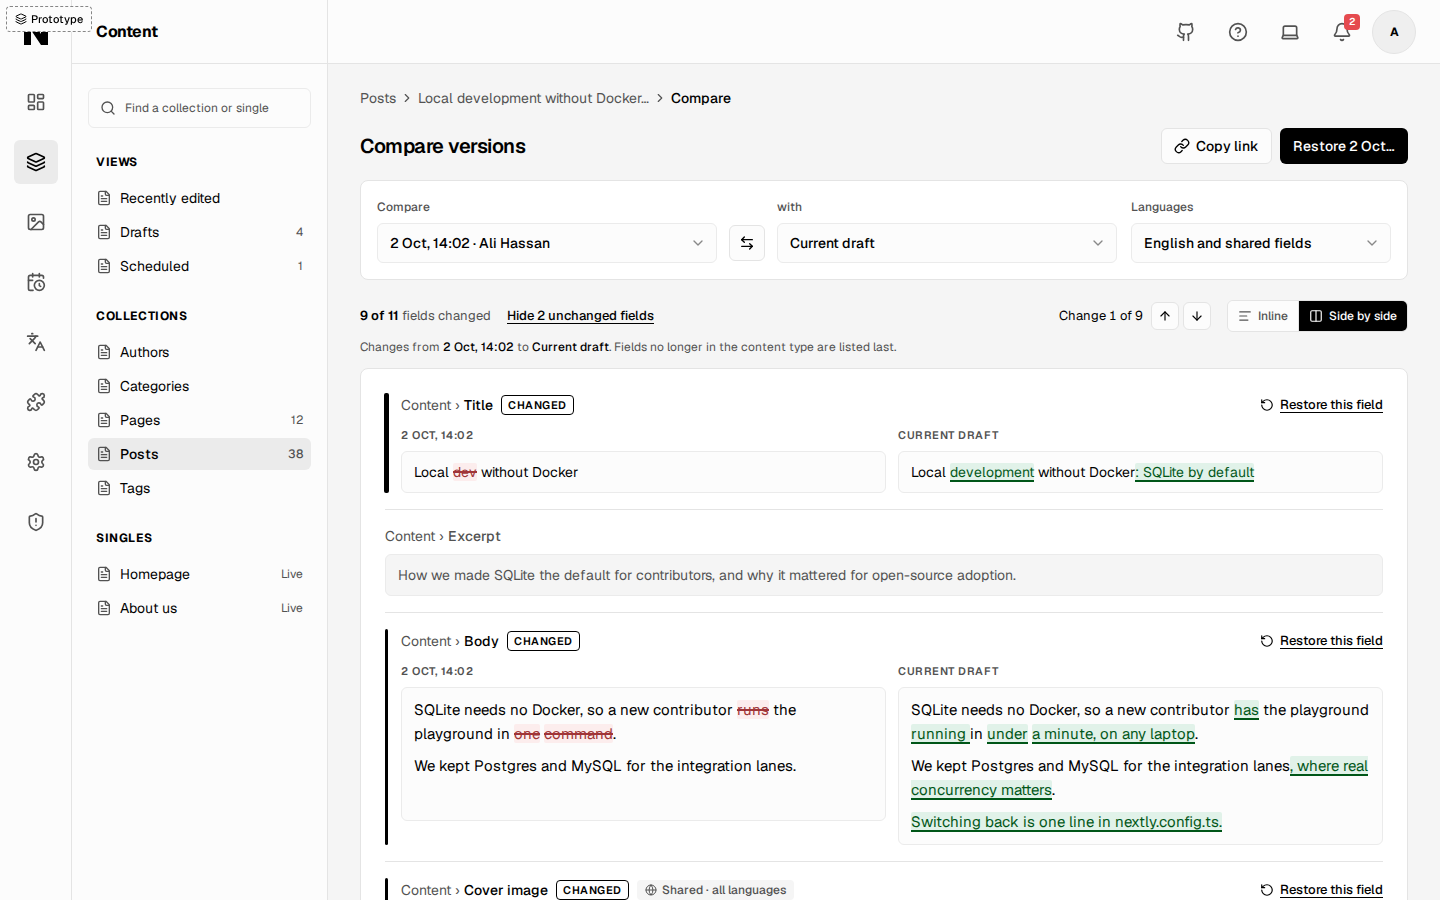 Prototype
Content
2
A
Find a collection or single
VIEWS
Recently edited
Drafts 4
Scheduled 1
COLLECTIONS
Authors
Categories
Pages 12
Posts 38
Tags
SINGLES
Homepage Live
About us Live
Posts > Local development without Docker... > Compare
Compare versions
Copy link
Restore 2 Oct...
Compare
with
Languages
2 Oct, 14:02 · Ali Hassan
Current draft
English and shared fields
9 of 11 fields changed
Hide 2 unchanged fields
Change 1 of 9
Inline
Side by side
Changes from 2 Oct, 14:02 to Current draft. Fields no longer in the content type are listed last.
Content › Title CHANGED
Restore this field
2 OCT, 14:02
CURRENT DRAFT
Local dev without Docker
Local development without Docker: SQLite by default
Content › Excerpt
How we made SQLite the default for contributors, and why it mattered for open-source adoption.
Content › Body CHANGED
Restore this field
2 OCT, 14:02
SQLite needs no Docker, so a new contributor runs the
playground in one command.
We kept Postgres and MySQL for the integration lanes.
CURRENT DRAFT
SQLite needs no Docker, so a new contributor has the playground
running in under a minute, on any laptop.
We kept Postgres and MySQL for the integration lanes, where real
concurrency matters.
Switching back is one line in nextly.config.ts.
Content › Cover image CHANGED Shared · all languages
Restore this field